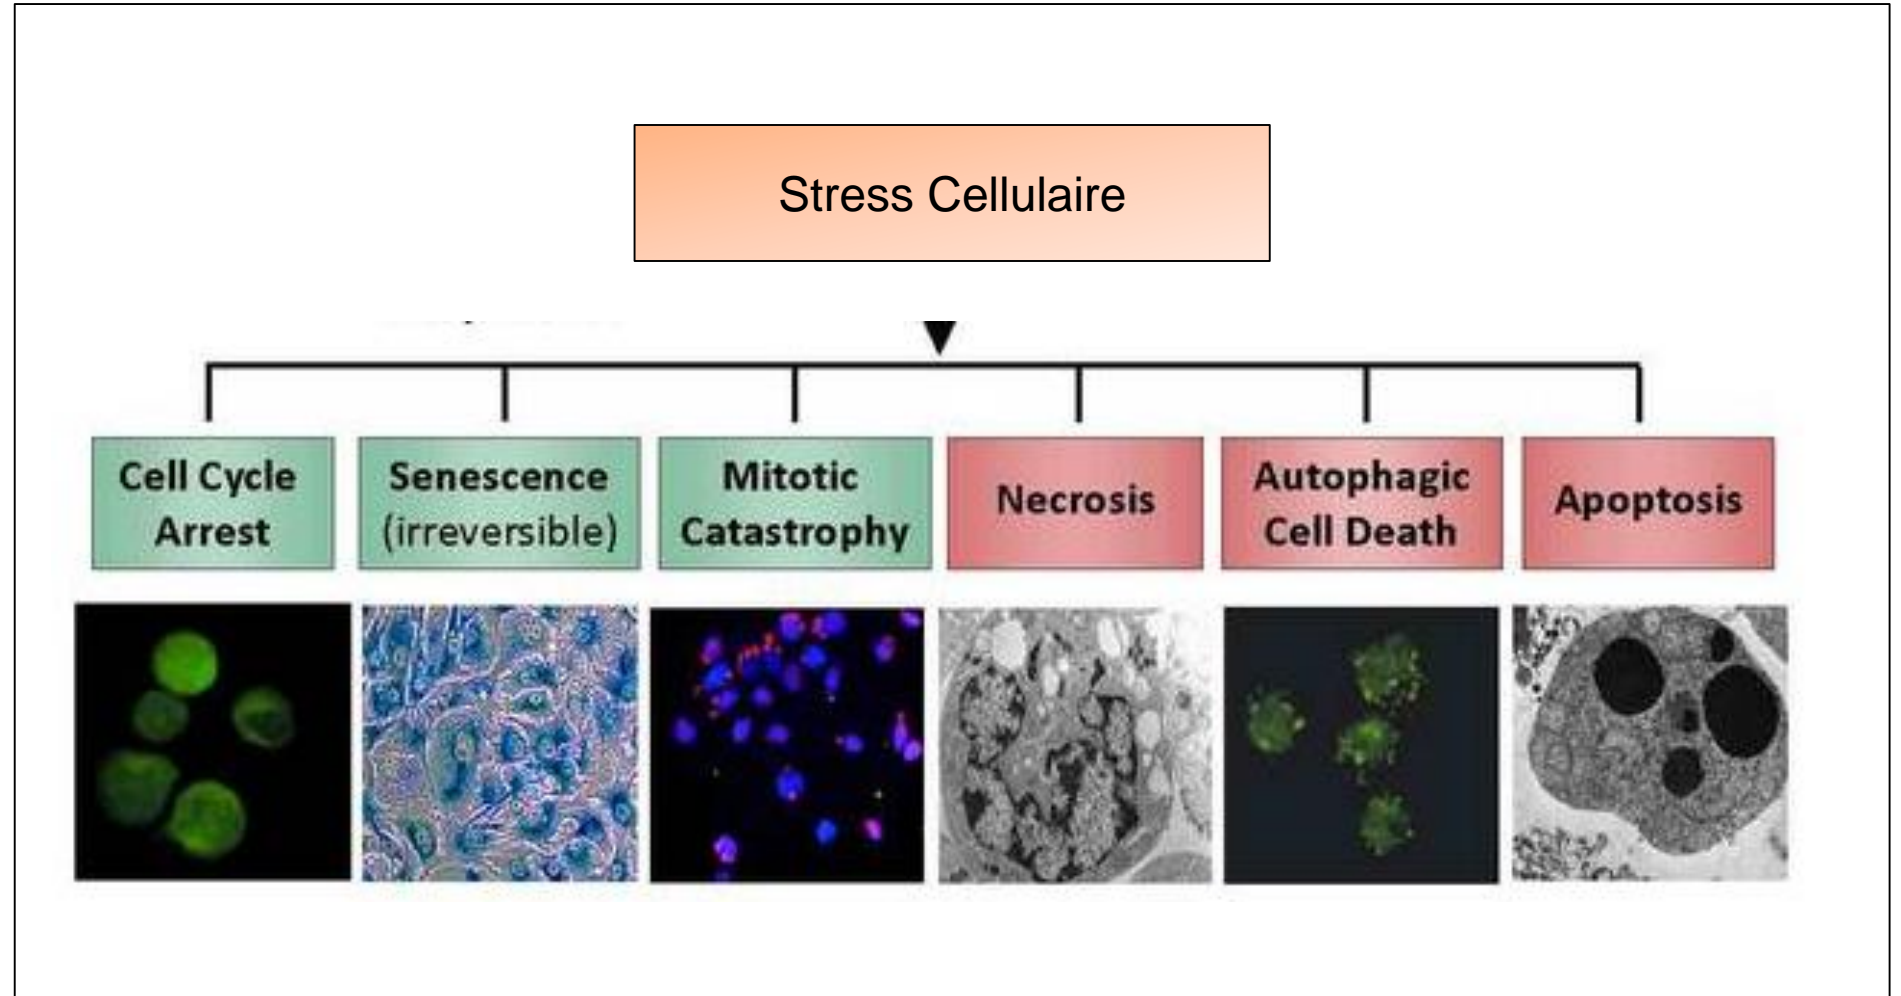 Stress Cellulaire
Cell Cycle
Arrest
Senescence
(irreversible)
Mitotic
Catastrophy
Necrosis
Autophagic
Cell Death
Apoptosis